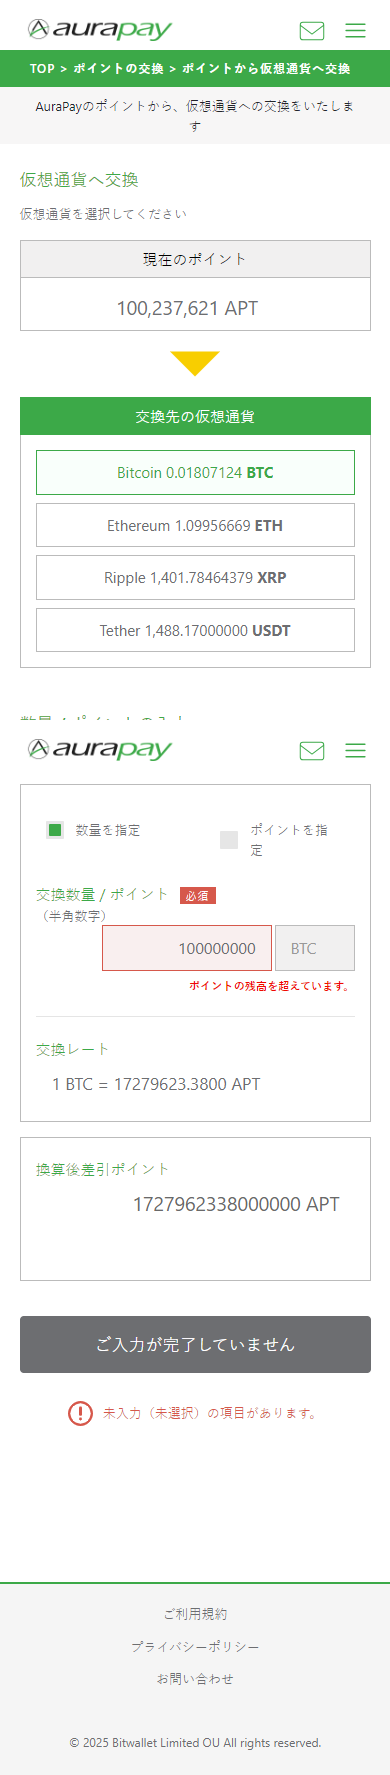 aurapay
TOP > ポイントの交換 > ポイントから仮想通貨へ交換
AuraPayのポイントから、仮想通貨への交換をいたしま
す
仮想通貨へ交換
仮想通貨を選択してください
現在のポイント
100,237,621 APT
交換先の仮想通貨
Bitcoin 0.01807124 BTC
Ethereum 1.09956669 ETH
Ripple 1,401.78464379 XRP
Tether 1,488.17000000 USDT
aurapay
数量を指定
ポイントを指
定
交換数量 / ポイント 必須
（半角数字）
100000000 BTC
ポイントの残高を超えています。
交換レート
1 BTC = 17279623.3800 APT
換算後差引ポイント
1727962338000000 APT
ご入力が完了していません
未入力（未選択）の項目があります。
ご利用規約
プライバシーポリシー
お問い合わせ
© 2025 Bitwallet Limited OU All rights reserved.